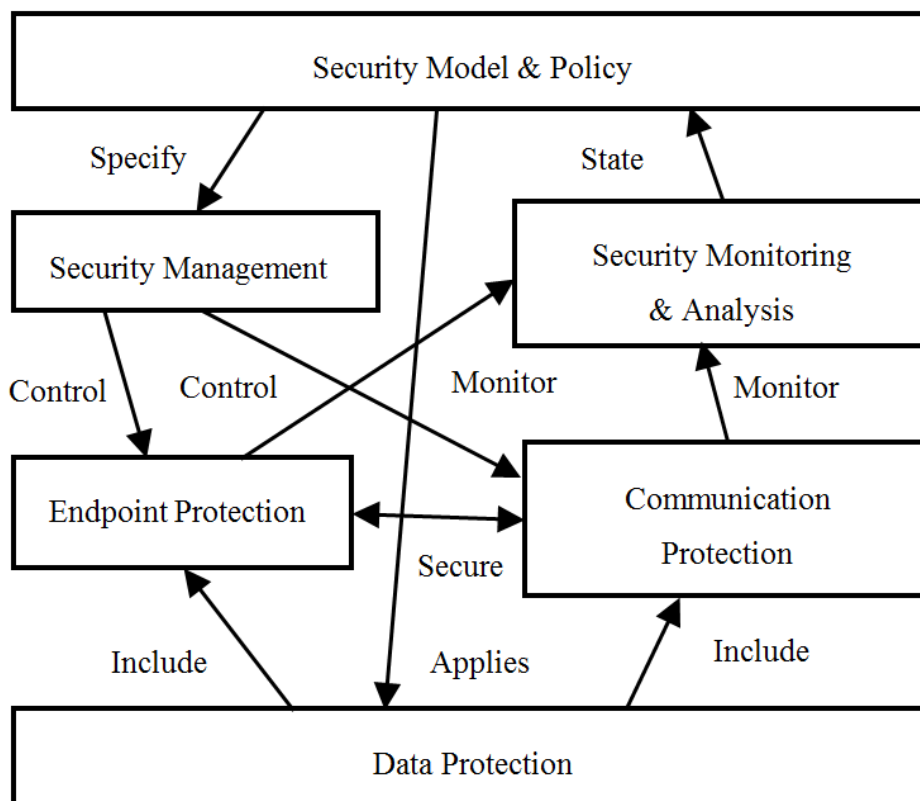 Security Model & Policy
Specify
State
Security Management
Security Monitoring
& Analysis
Control
Control
Monitor
Monitor
Endpoint Protection
Communication
Protection
Secure
Include
Applies
Include
Data Protection